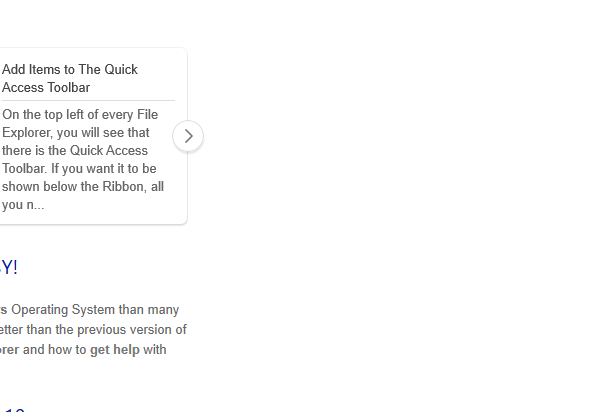 Add Items to The Quick
Access Toolbar
On the top left of every File
Explorer, you will see that
there is the Quick Access
Toolbar. If you want it to be
shown below the Ribbon, all
you n...
Y!
s Operating System than many
etter than the previous version of
rer and how to get help with